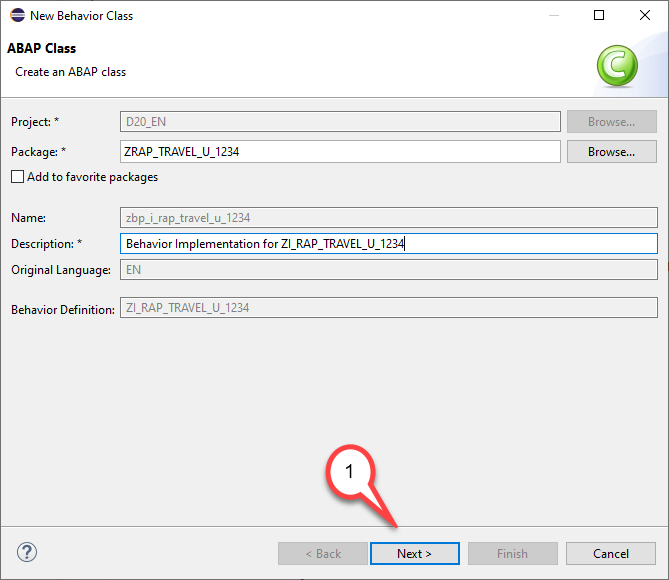 New Behavior Class
ABAP Class
Create an ABAP class
C
Project: * D20_EN Browse...
Package: * ZRAP_TRAVEL_U_1234 Browse...
Add to favorite packages
Name: zbp_i_rap_travel_u_1234
Description: * Behavior Implementation for ZI_RAP_TRAVEL_U_1234
Original Language: EN
Behavior Definition: ZI_RAP_TRAVEL_U_1234
1
? < Back Next > Finish Cancel